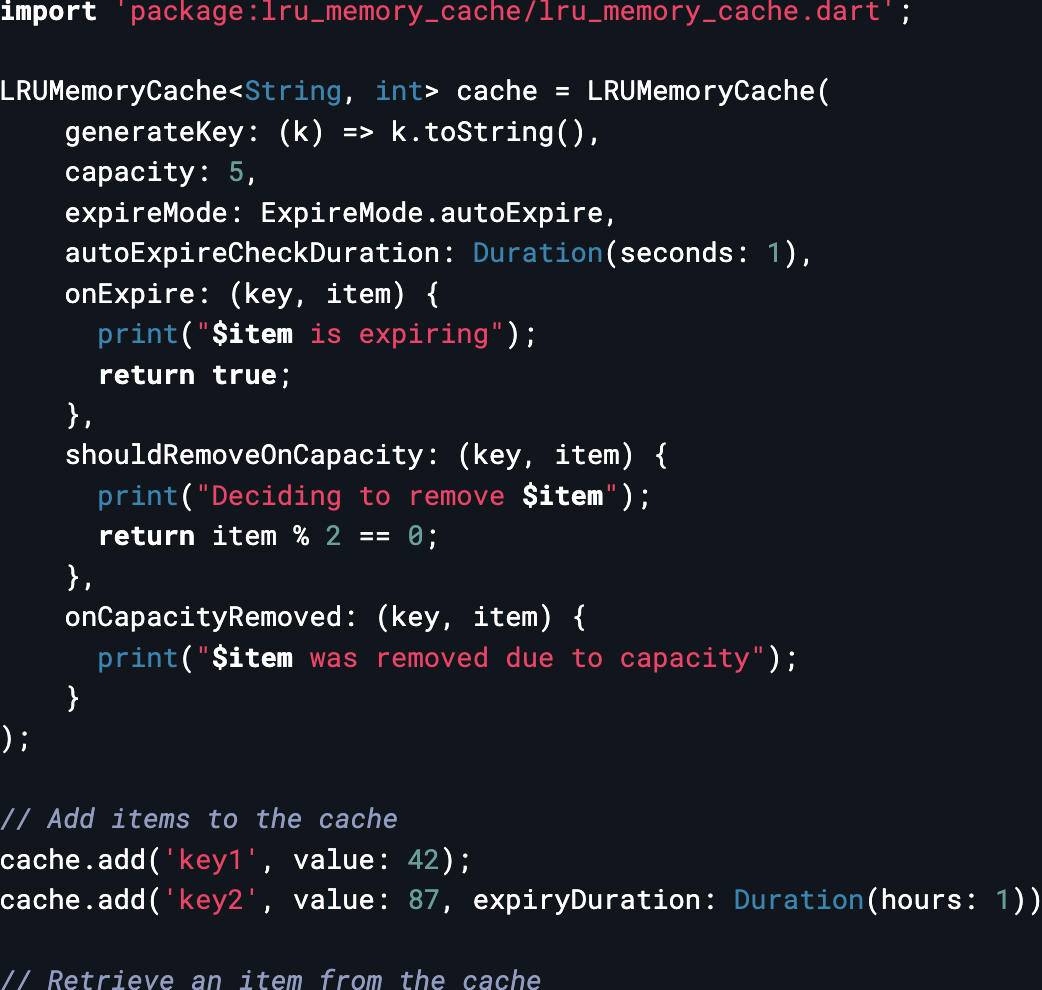 import 'package:lru_memory_cache/lru_memory_cache.dart';
LRUMemoryCache<String, int> cache = LRUMemoryCache(
    generateKey: (k) => k.toString(),
    capacity: 5,
    expireMode: ExpireMode.autoExpire,
    autoExpireCheckDuration: Duration(seconds: 1),
    onExpire: (key, item) {
      print("$item is expiring");
      return true;
    },
    shouldRemoveOnCapacity: (key, item) {
      print("Deciding to remove $item");
      return item % 2 == 0;
    },
    onCapacityRemoved: (key, item) {
      print("$item was removed due to capacity");
    }
);
// Add items to the cache
cache.add('key1', value: 42);
cache.add('key2', value: 87, expiryDuration: Duration(hours: 1))
// Retrieve an item from the cache